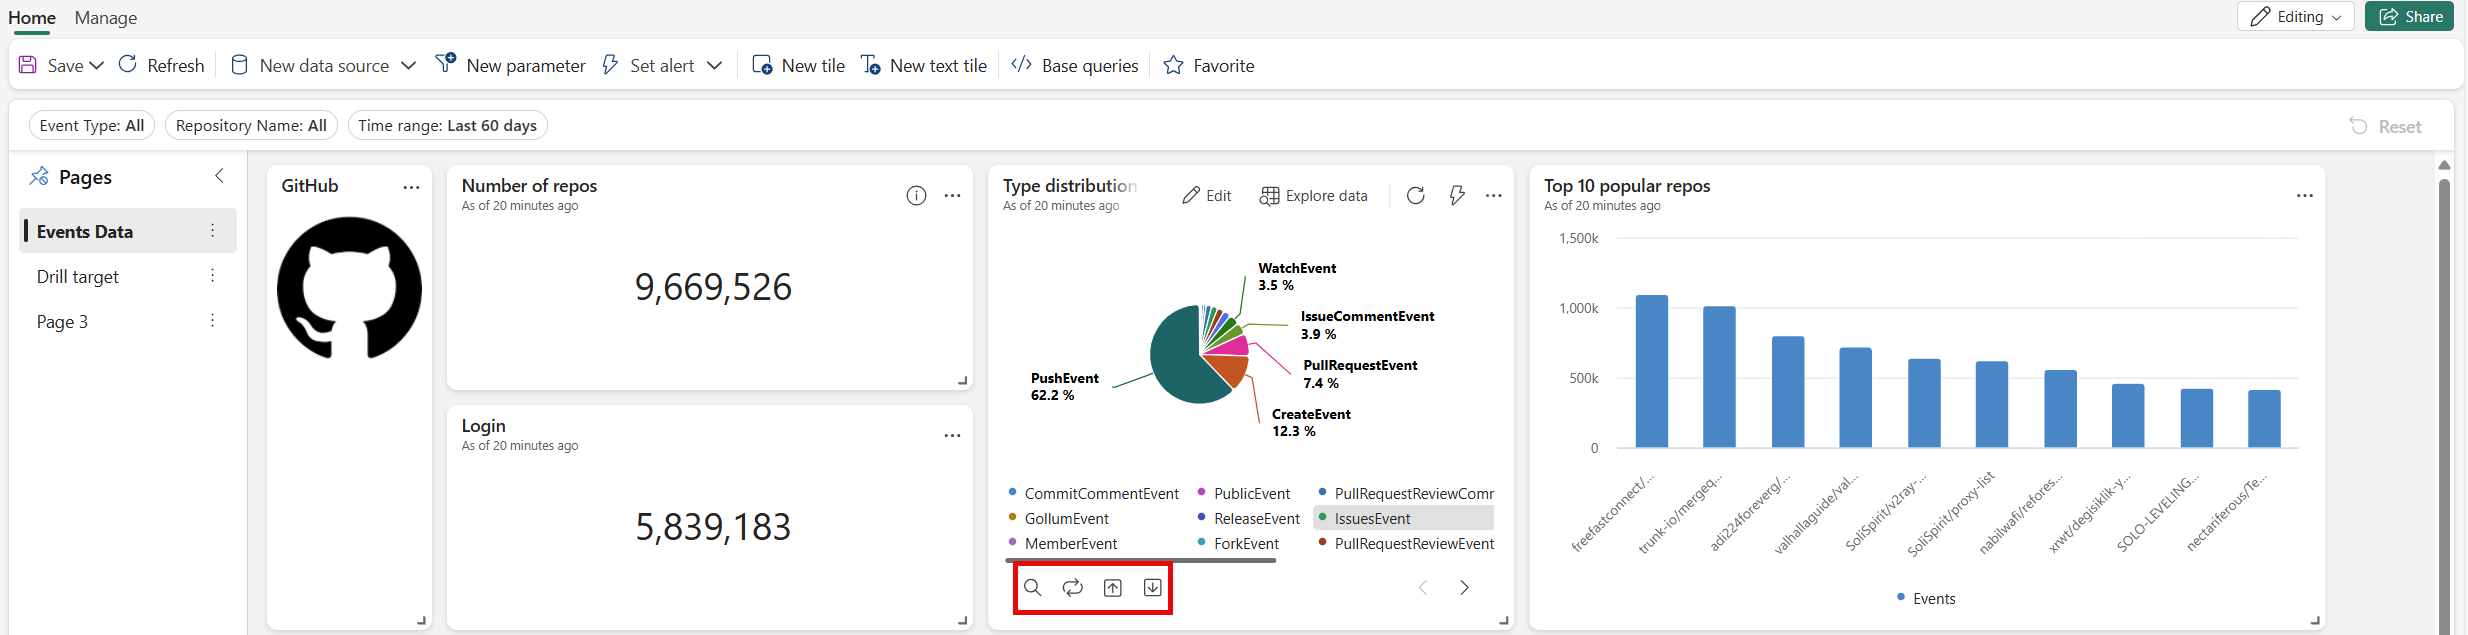 Home Manage
Editing Share
Save Refresh New data source New parameter Set alert New tile New text tile Base queries Favorite
Event Type: All Repository Name: All Time range: Last 60 days Reset
Pages
Events Data
Drill target
Page 3
GitHub
Number of repos
As of 20 minutes ago
9,669,526
Login
As of 20 minutes ago
5,839,183
Type distribution Edit Explore data
As of 20 minutes ago
WatchEvent
3.5 %
IssueCommentEvent
3.9 %
PullRequestEvent
7.4 %
PushEvent
62.2 %
CreateEvent
12.3 %
CommitCommentEvent PublicEvent PullRequestReviewComr
GollumEvent ReleaseEvent IssuesEvent
MemberEvent ForkEvent PullRequestReviewEvent
Top 10 popular repos
As of 20 minutes ago
1,500k
1,000k
500k
0
freefastconnect/...
trunk-io/mergeq...
adi224foreverg/...
valhallaguide/val...
SoliSpirit/v2ray-...
SoliSpirit/proxy-list
nabilwafi/refores...
xrwt/degisiklik-y...
SOLO-LEVELING...
nectariferous/Te...
Events